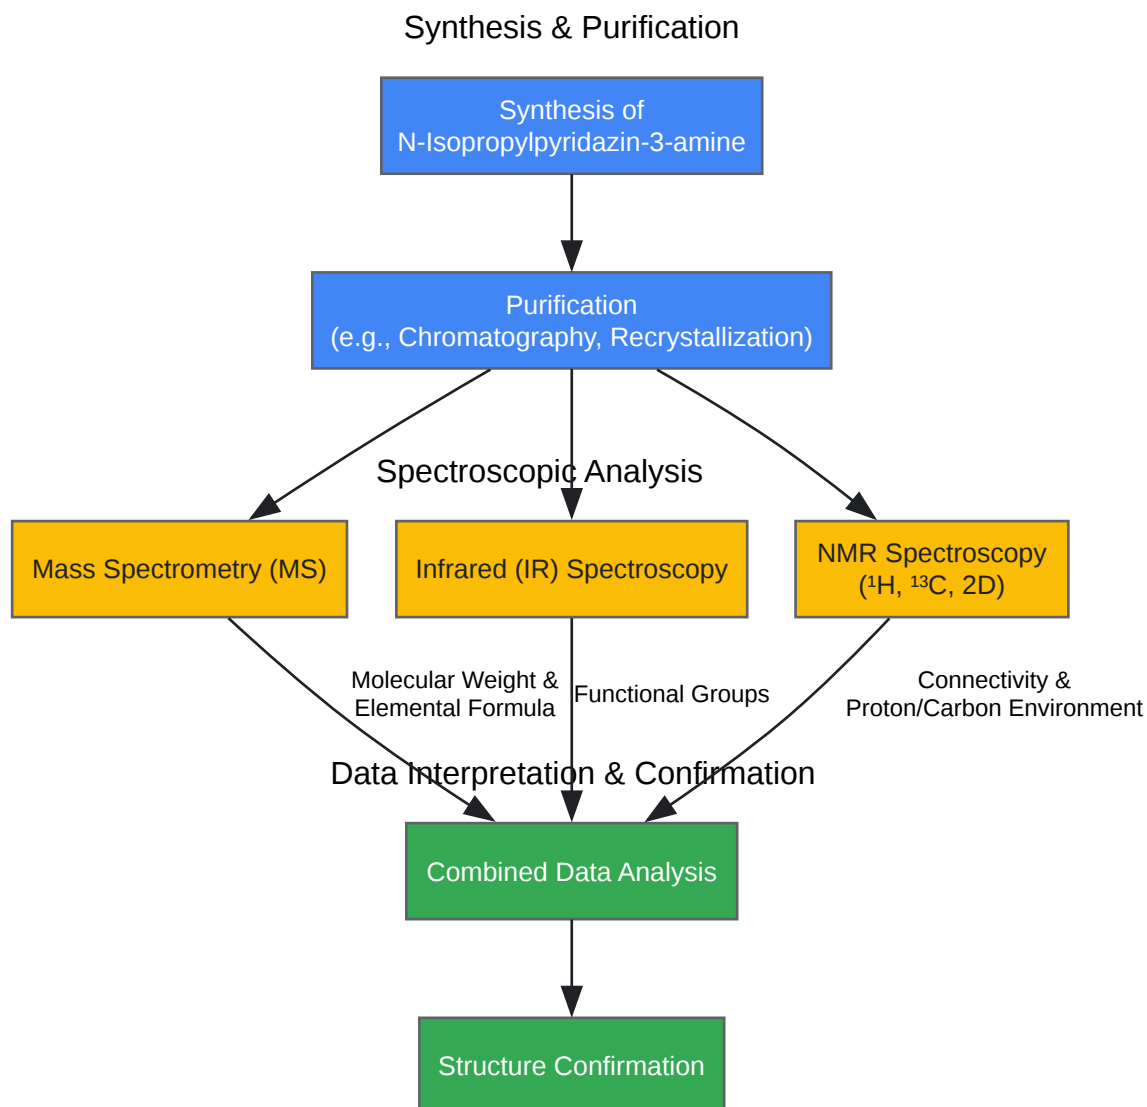 Synthesis & Purification
Synthesis of
N-Isopropylpyridazin-3-amine
Purification
(e.g., Chromatography, Recrystallization)
Spectroscopic Analysis
Mass Spectrometry (MS)
Infrared (IR) Spectroscopy
NMR Spectroscopy
(¹H, ¹³C, 2D)
Molecular Weight &
Elemental Formula
Functional Groups
Connectivity &
Proton/Carbon Environment
Data Interpretation & Confirmation
Combined Data Analysis
Structure Confirmation